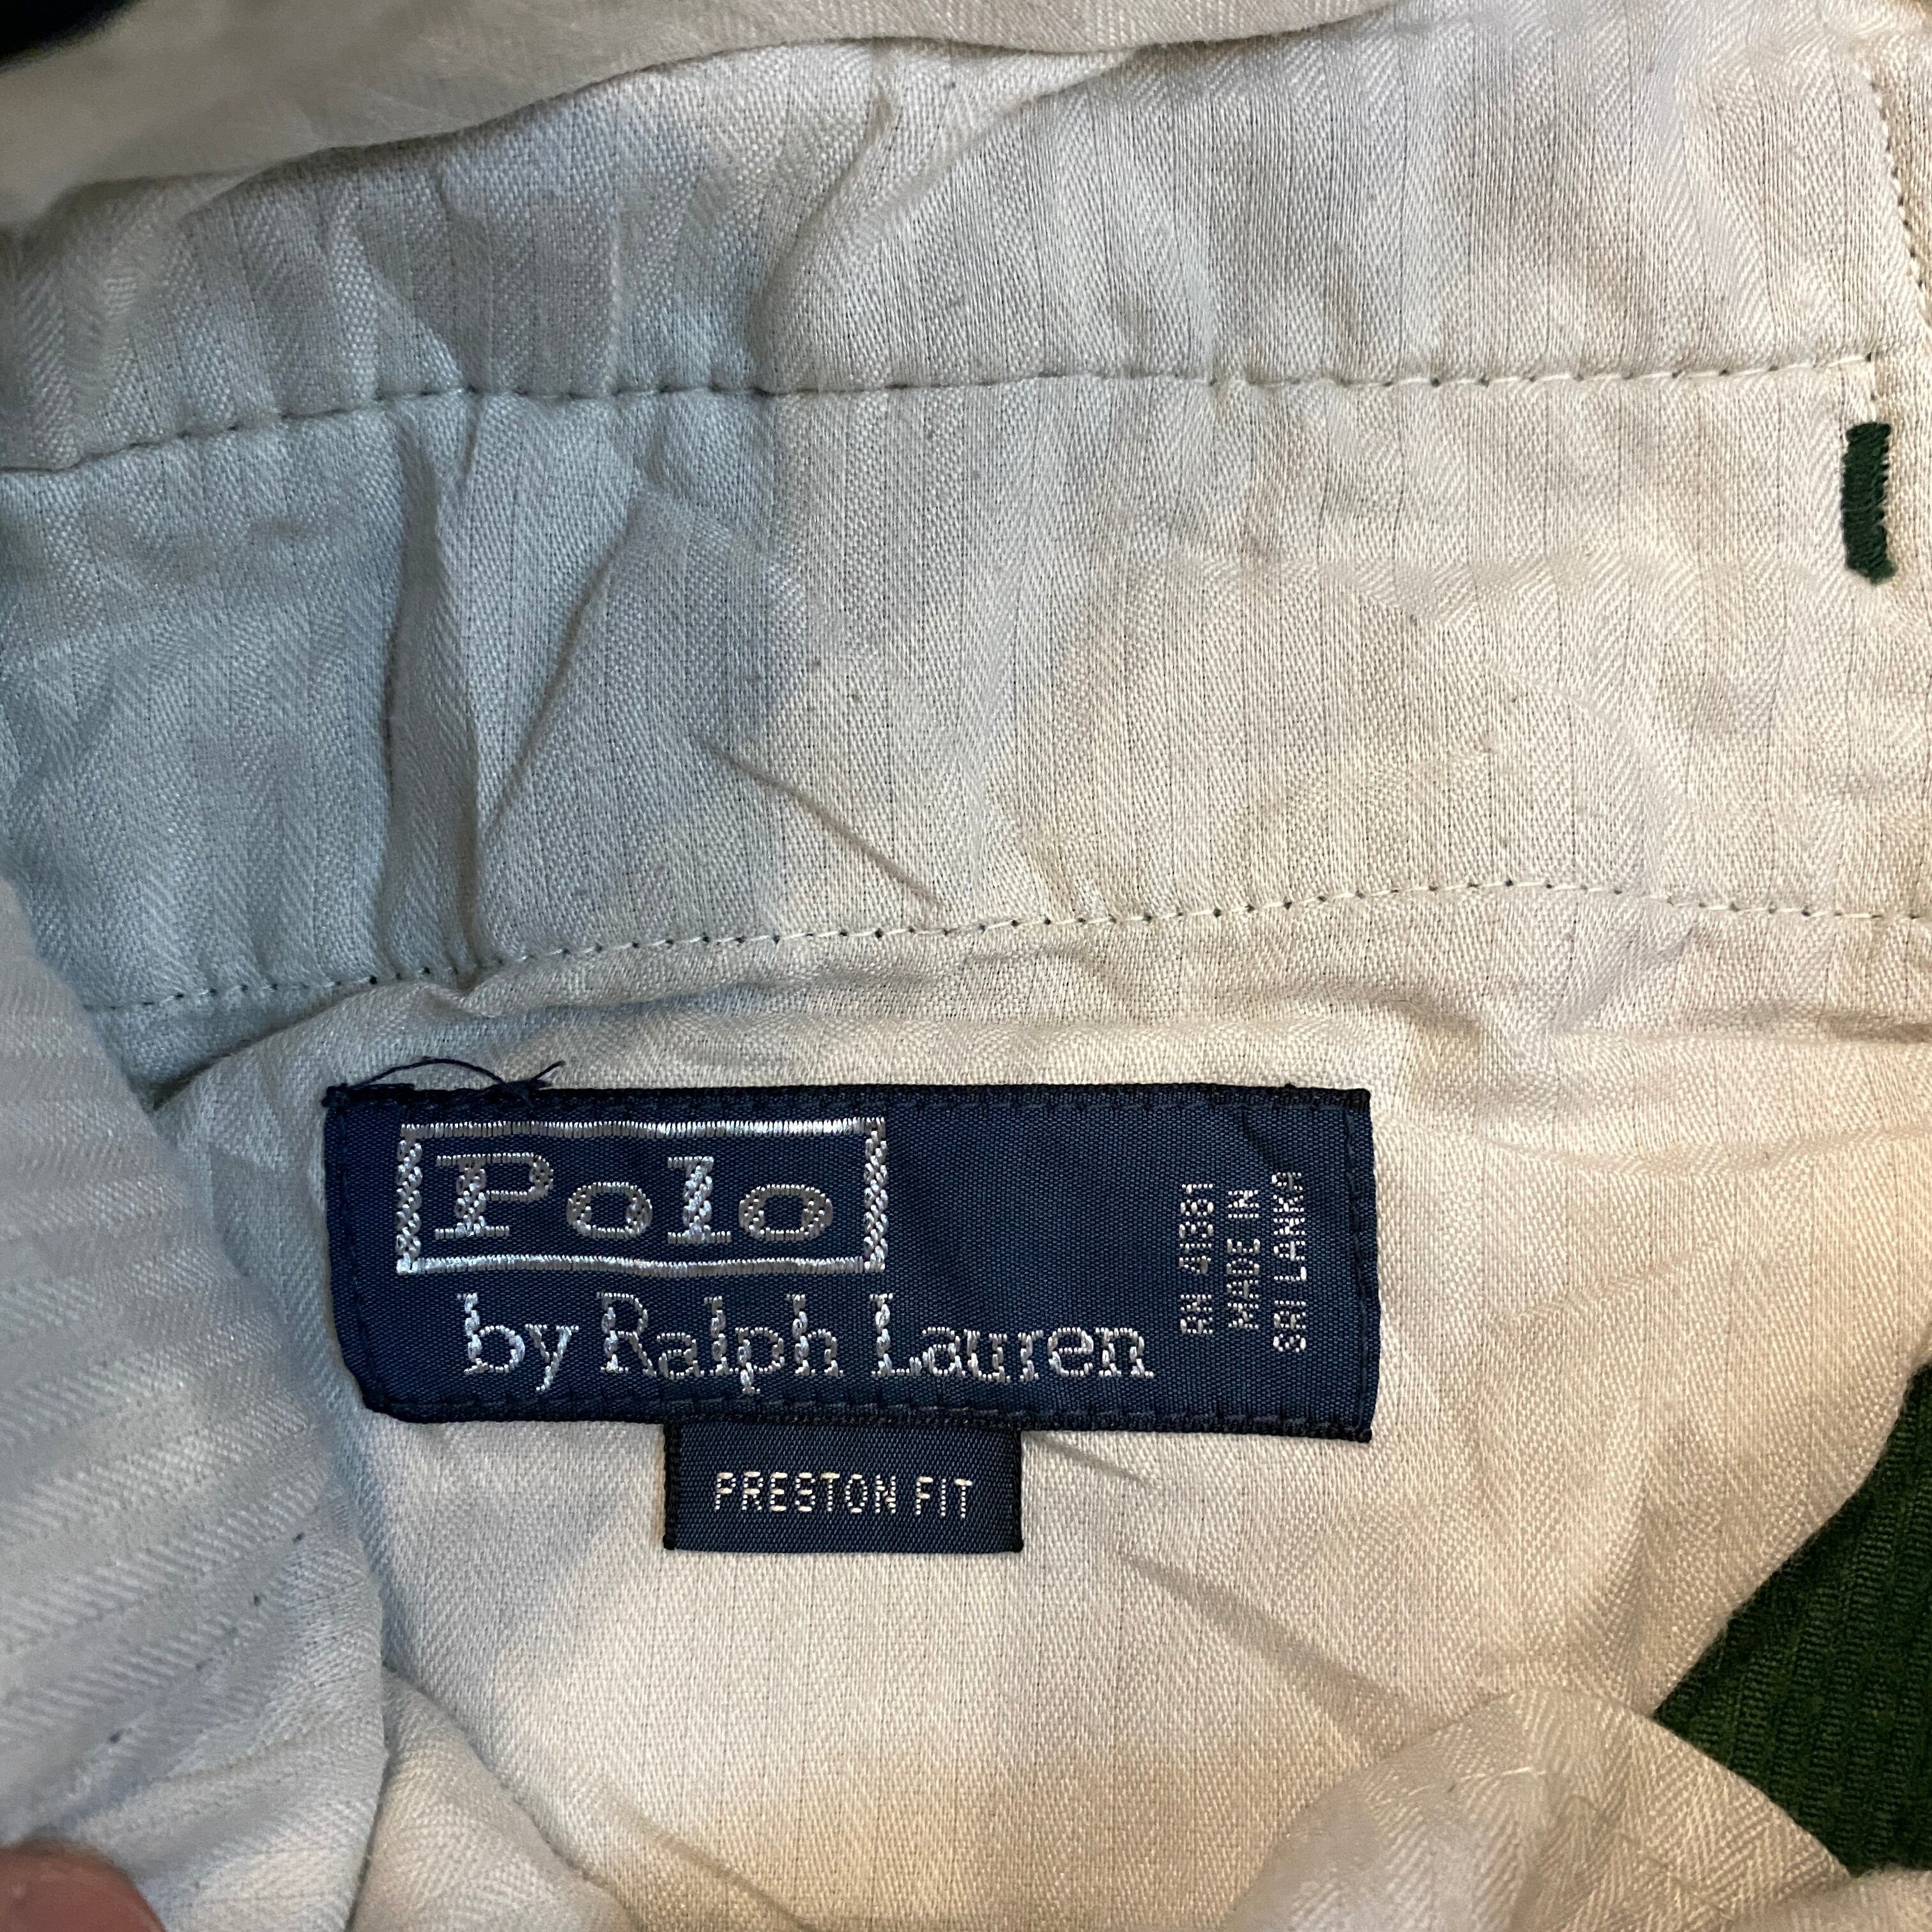 Polo
by Ralph Lauren
RN 41381
MADE IN
SRI LANKA
PRESTON FIT